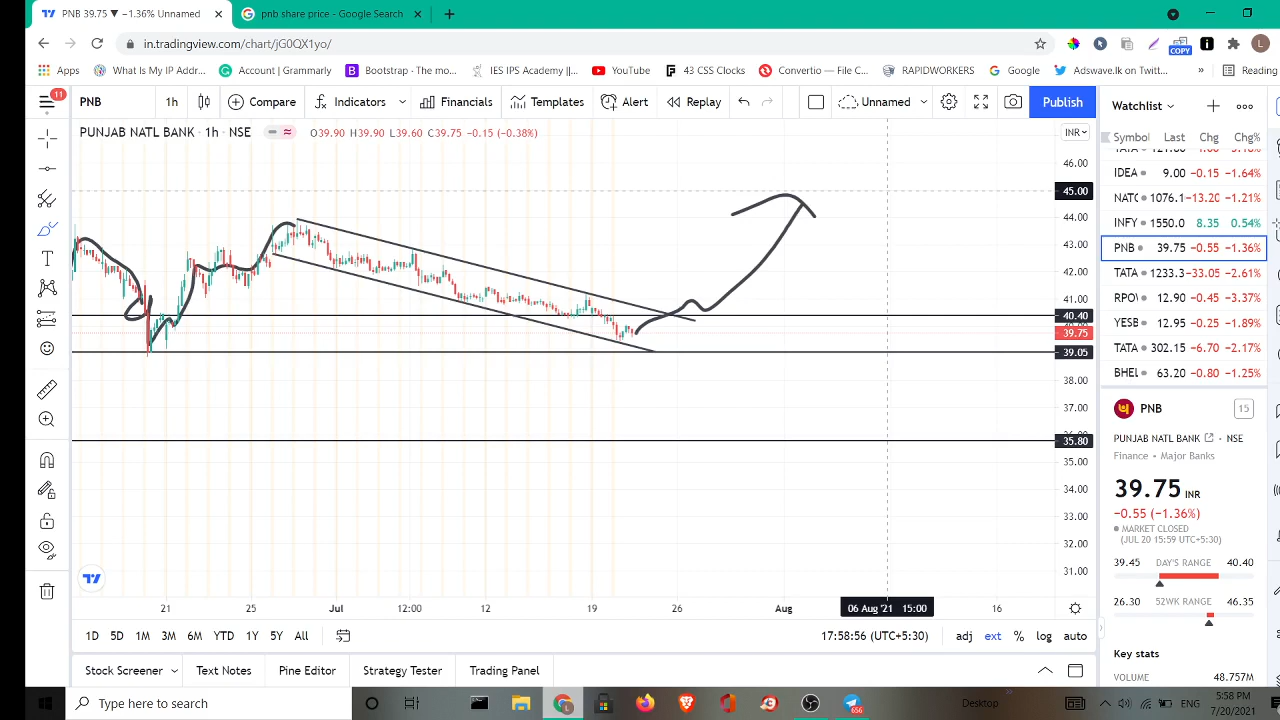 PNB 39.75 ▼ −1.36% Unnamed
pnb share price - Google Search
in.tradingview.com/chart/jG0QX1yo/
COPY
L
Apps
What Is My IP Addr...
Account | Grammarly
Bootstrap - The mo...
IES IPS Academy ||...
YouTube
43 CSS Clocks
Convertio — File C...
RAPIDWORKERS
Google
Adswave.lk on Twitt...
Reading
11
PNB
1h
Compare
Indicators
Financials
Templates
Alert
Replay
Unnamed
Publish
Watchlist
PUNJAB NATL BANK · 1h · NSE
O39.90 H39.90 L39.60 C39.75 −0.15 (−0.38%)
INR
Symbol Last Chg Chg%
IDEA 9.00 −0.15 −1.64%
NATC 1076.1 −13.20 −1.21%
INFY 1550.0 8.35 0.54%
PNB 39.75 −0.55 −1.36%
TATA 1233.3 −33.05 −2.61%
RPOV 12.90 −0.45 −3.37%
YESB 12.95 −0.25 −1.89%
TATA 302.15 −6.70 −2.17%
BHEL 63.20 −0.80 −1.25%
46.00
45.00
44.00
43.00
42.00
41.00
40.40
39.75
39.05
38.00
37.00
35.80
35.00
34.00
33.00
32.00
31.00
PNB
15
PUNJAB NATL BANK · NSE
Finance · Major Banks
39.75 INR
−0.55 (−1.36%)
MARKET CLOSED
(JUL 20 15:59 UTC+5:30)
39.45 DAY'S RANGE 40.40
26.30 52WK RANGE 46.35
Key stats
VOLUME 48.757M
21 25 Jul 12:00 12 19 26 Aug 06 Aug '21 15:00 16
1D 5D 1M 3M 6M YTD 1Y 5Y All
17:58:56 (UTC+5:30)
adj ext % log auto
Stock Screener
Text Notes
Pine Editor
Strategy Tester
Trading Panel
Type here to search
656
Desktop
ENG
5:58 PM
7/20/2021